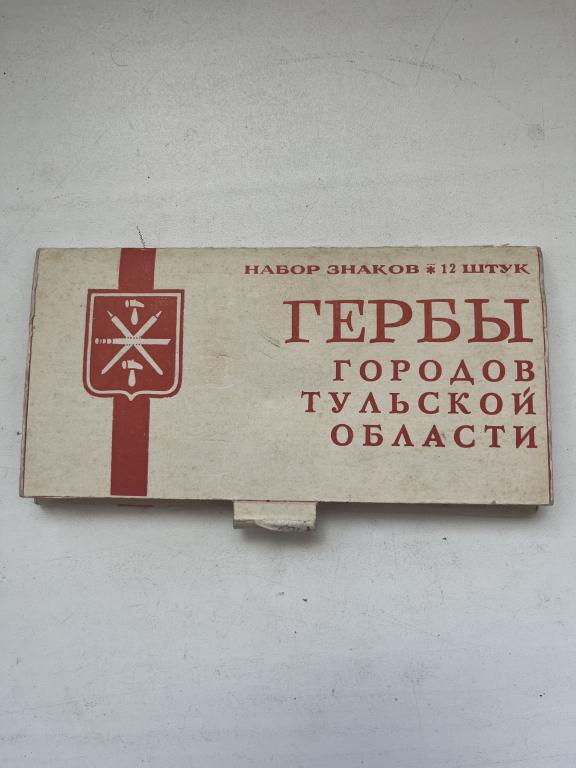 НАБОР ЗНАКОВ * 12 ШТУК
ГЕРБЫ
ГОРОДОВ
ТУЛЬСКОЙ
ОБЛАСТИ